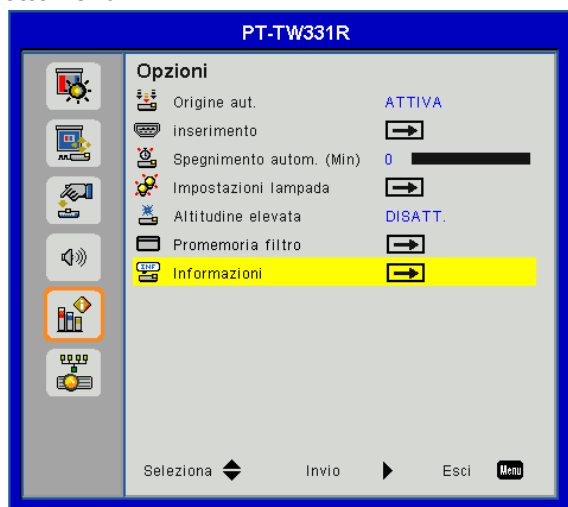 PT-TW331R
Opzioni
Origine aut. ATTIVA
inserimento
Spegnimento autom. (Min) 0
Impostazioni lampada
Altitudine elevata DISATT.
Promemoria filtro
INF Informazioni
Seleziona Invio Esci Menu